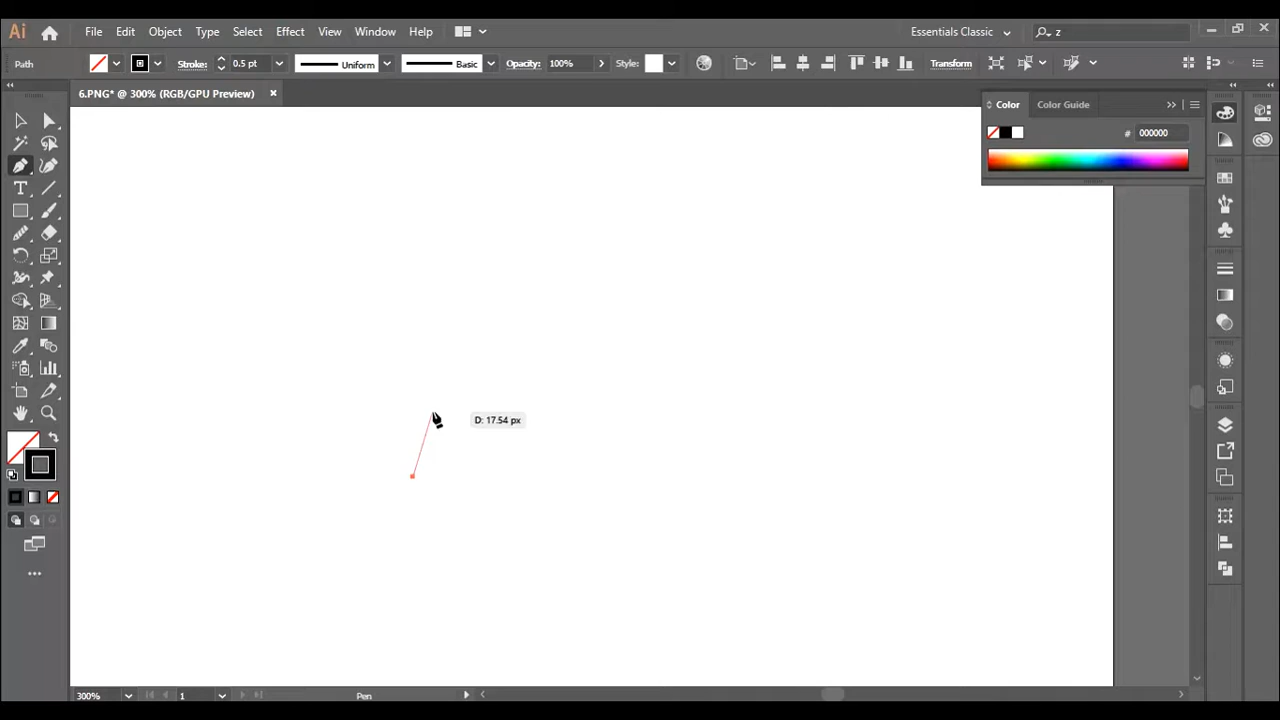 Ai File Edit Object Type Select Effect View Window Help Essentials Classic z
Path Stroke: 0.5 pt Uniform Basic Opacity: 100% Style: Transform
6.PNG* @ 300% (RGB/GPU Preview) ×
Color Color Guide
# 000000
D: 17.54 px
300% 1 Pen